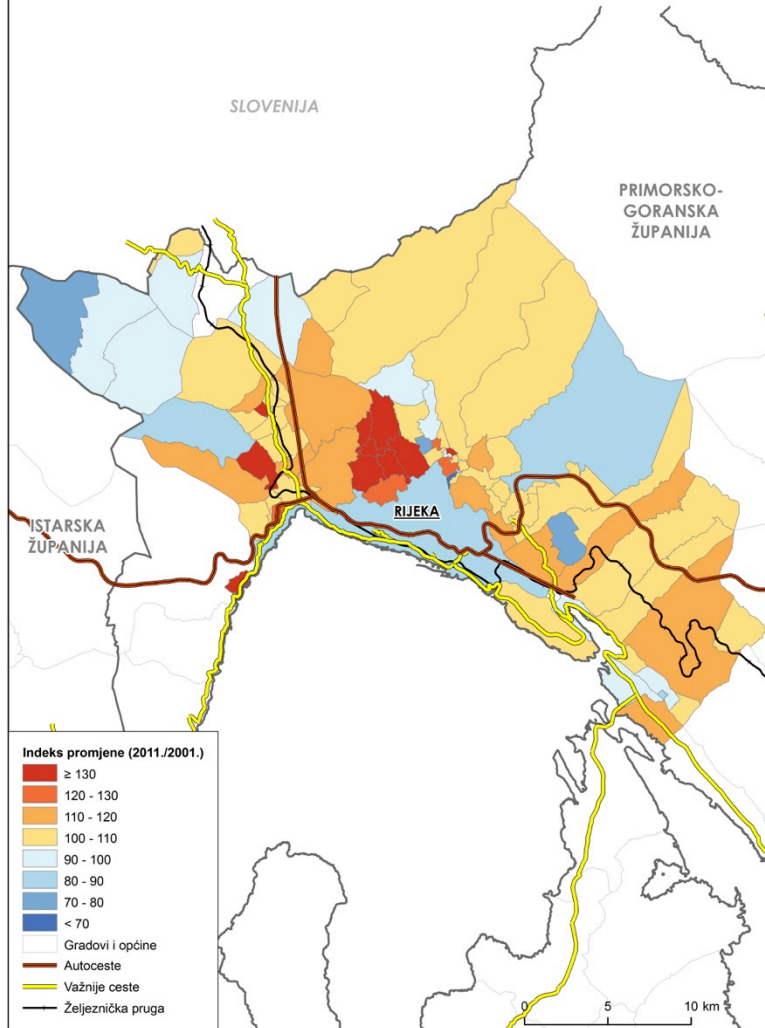 SLOVENIJA
PRIMORSKO-
GORANSKA
ŽUPANIJA
RIJEKA
ISTARSKA
ŽUPANIJA
Indeks promjene (2011./2001.)
≥ 130
120 - 130
110 - 120
100 - 110
90 - 100
80 - 90
70 - 80
< 70
Gradovi i općine
Autoceste
Važnije ceste
Željeznička pruga
0 5 10 km